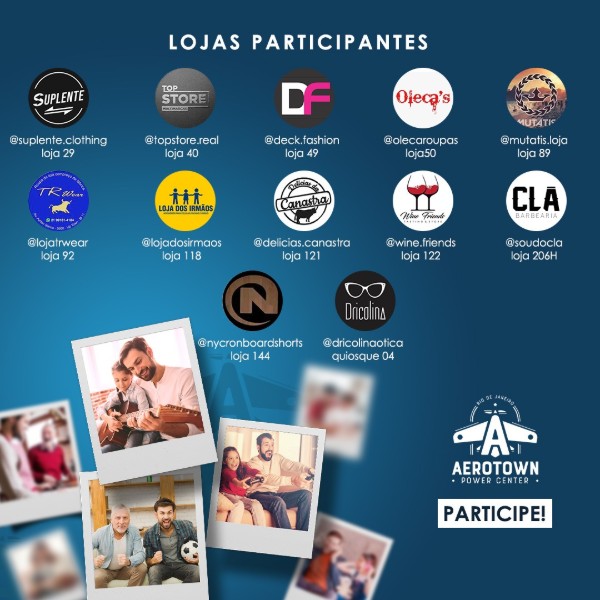 LOJAS PARTICIPANTES
SUPLENTE
TOP
STORE
DF
Oleca's
MUTATIS
@suplente.clothing
loja 29
@topstore.real
loja 40
@deck.fashion
loja 49
@olecaroupas
loja50
@mutatis.loja
loja 89
TR Wear
LOJA DOS IRMÃOS
Delícias da
Canastra
Wine Friends
CLÃ
BARBEARIA
@lojatrwear
loja 92
@lojadosirmaos
loja 118
@delicias.canastra
loja 121
@wine.friends
loja 122
@soudocla
loja 206H
N
Dricolina
@nycronboardshorts
loja 144
@dricolinaotica
quiosque 04
RIO DE JANEIRO
AEROTOWN
POWER CENTER
PARTICIPE!